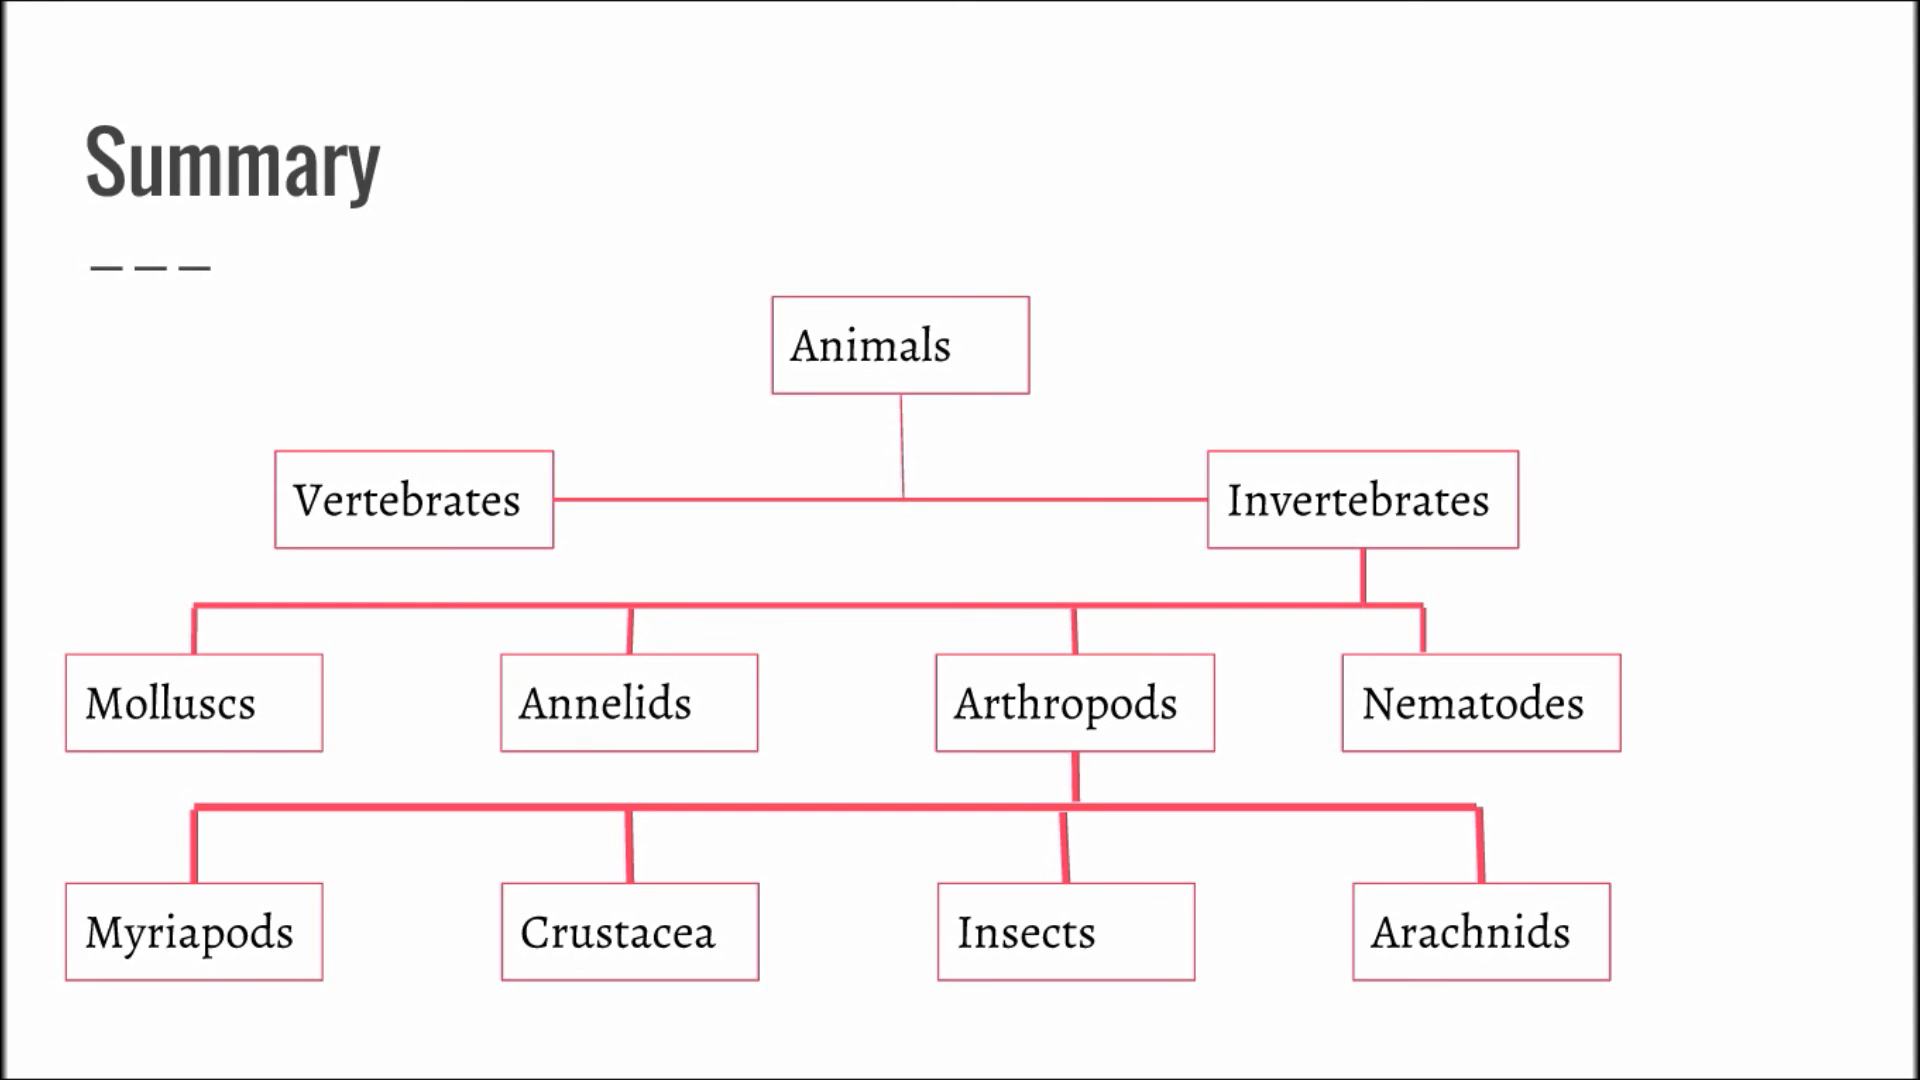 Summary
Animals
Vertebrates
Invertebrates
Molluscs
Annelids
Arthropods
Nematodes
Myriapods
Crustacea
Insects
Arachnids